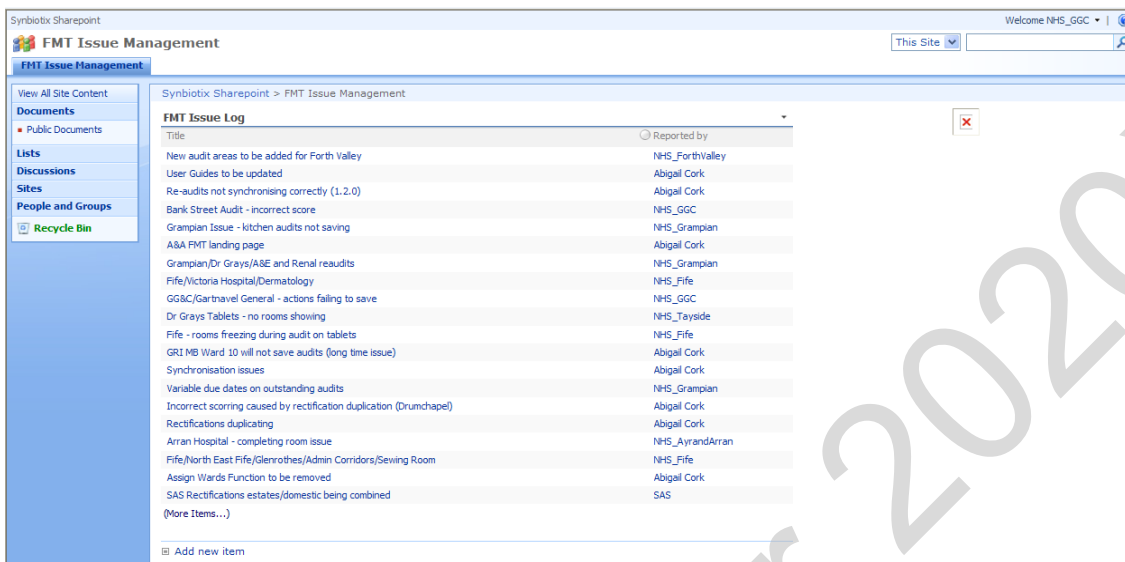 Synbiotix Sharepoint Welcome NHS_GGC
FMT Issue Management This Site
FMT Issue Management
View All Site Content
Documents
Public Documents
Lists
Discussions
Sites
People and Groups
Recycle Bin
Synbiotix Sharepoint > FMT Issue Management
FMT Issue Log
Title Reported by
New audit areas to be added for Forth Valley NHS_ForthValley
User Guides to be updated Abigail Cork
Re-audits not synchronising correctly (1.2.0) Abigail Cork
Bank Street Audit - incorrect score NHS_GGC
Grampian Issue - kitchen audits not saving NHS_Grampian
A&A FMT landing page Abigail Cork
Grampian/Dr Grays/A&E and Renal reaudits NHS_Grampian
Fife/Victoria Hospital/Dermatology NHS_Fife
GG&C/Gartnavel General - actions failing to save NHS_GGC
Dr Grays Tablets - no rooms showing NHS_Tayside
Fife - rooms freezing during audit on tablets NHS_Fife
GRI MB Ward 10 will not save audits (long time issue) Abigail Cork
Synchronisation issues Abigail Cork
Variable due dates on outstanding audits NHS_Grampian
Incorrect scorring caused by rectification duplication (Drumchapel) Abigail Cork
Rectifications duplicating Abigail Cork
Arran Hospital - completing room issue NHS_AyrandArran
Fife/North East Fife/Glenrothes/Admin Corridors/Sewing Room NHS_Fife
Assign Wards Function to be removed Abigail Cork
SAS Rectifications estates/domestic being combined SAS
(More Items...)
Add new item
r 202